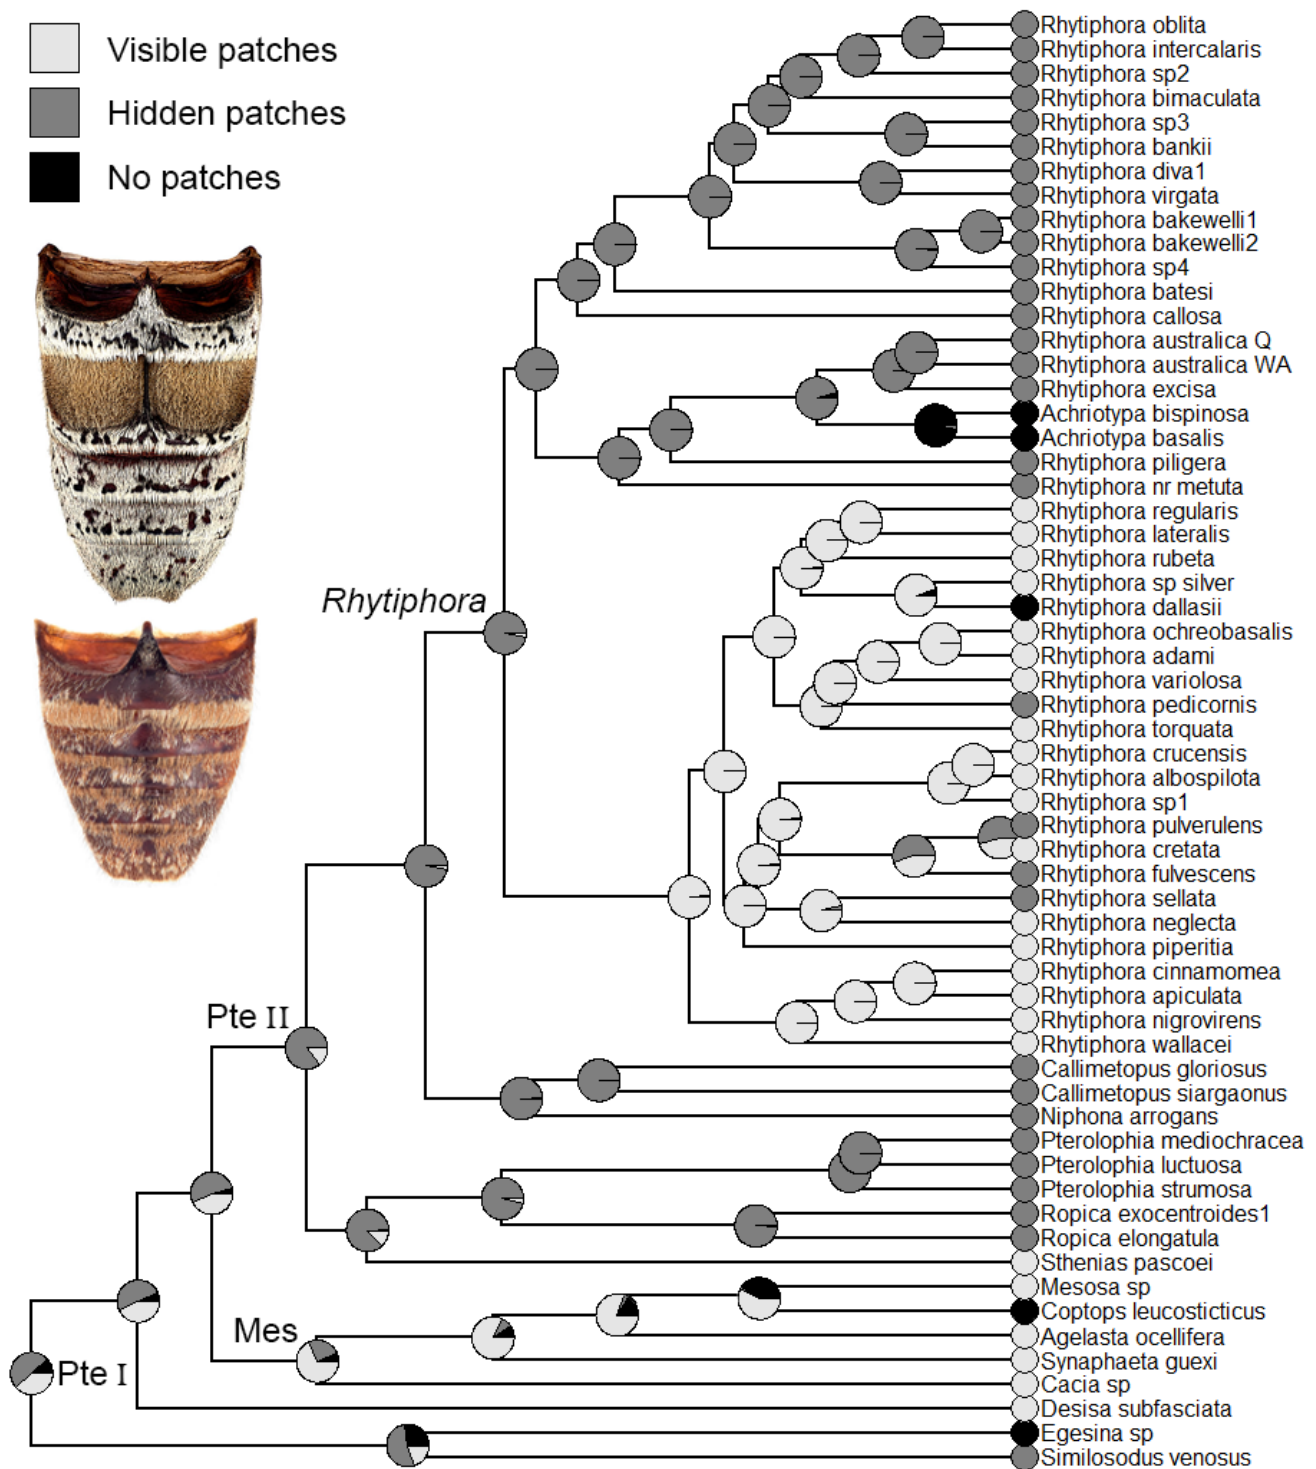 Visible patches
Hidden patches
No patches
Rhytiphora
Pte II
Mes
Pte I
Rhytiphora oblita
Rhytiphora intercalaris
Rhytiphora sp2
Rhytiphora bimaculata
Rhytiphora sp3
Rhytiphora bankii
Rhytiphora diva1
Rhytiphora virgata
Rhytiphora bakewelli1
Rhytiphora bakewelli2
Rhytiphora sp4
Rhytiphora batesi
Rhytiphora callosa
Rhytiphora australica Q
Rhytiphora australica WA
Rhytiphora excisa
Achriotypa bispinosa
Achriotypa basalis
Rhytiphora piligera
Rhytiphora nr metuta
Rhytiphora regularis
Rhytiphora lateralis
Rhytiphora rubeta
Rhytiphora sp silver
Rhytiphora dallasii
Rhytiphora ochreobasalis
Rhytiphora adami
Rhytiphora variolosa
Rhytiphora pedicornis
Rhytiphora torquata
Rhytiphora crucensis
Rhytiphora albospilota
Rhytiphora sp1
Rhytiphora pulverulens
Rhytiphora cretata
Rhytiphora fulvescens
Rhytiphora sellata
Rhytiphora neglecta
Rhytiphora piperitia
Rhytiphora cinnamomea
Rhytiphora apiculata
Rhytiphora nigrovirens
Rhytiphora wallacei
Callimetopus gloriosus
Callimetopus siargaonus
Niphona arrogans
Pterolophia mediochracea
Pterolophia luctuosa
Pterolophia strumosa
Ropica exocentroides1
Ropica elongatula
Sthenias pascoei
Mesosa sp
Coptops leucosticticus
Agelasta ocellifera
Synaphaeta guexi
Cacia sp
Desisa subfasciata
Egesina sp
Similosodus venosus